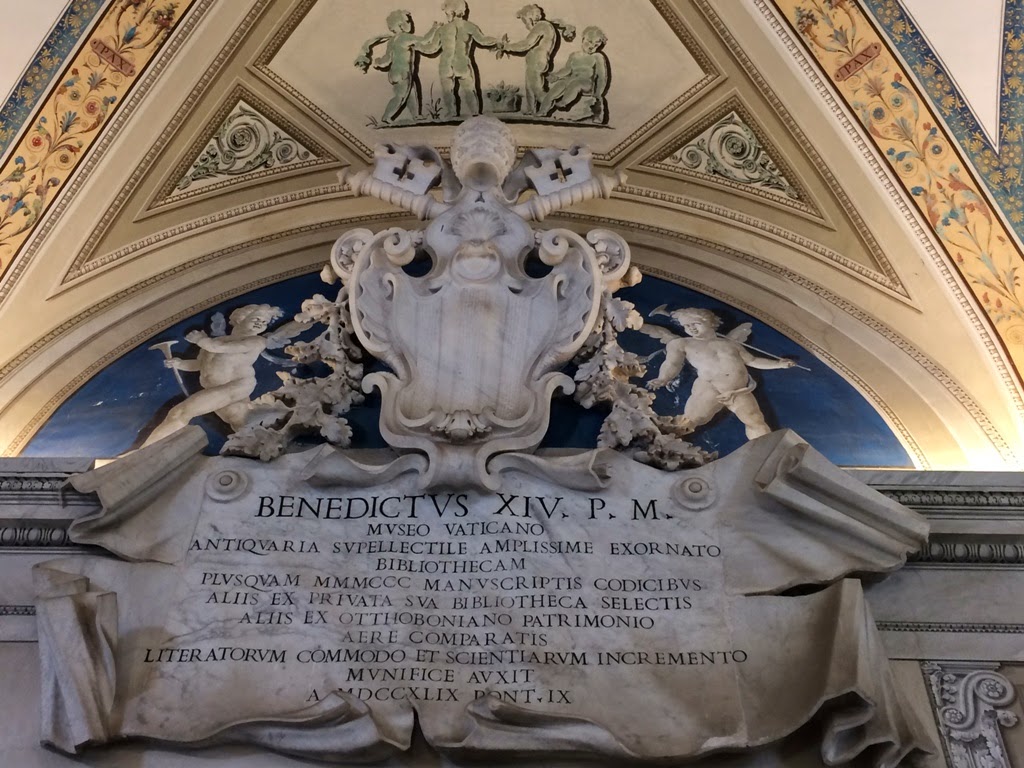 PAX
PAX
BENEDICTVS XIV. P. M.
MVSEO VATICANO
ANTIQVARIA SVPELLECTILE AMPLISSIME EXORNATO
BIBLIOTHECAM
PLVSQVAM MMMCCC MANVSCRIPTIS CODICIBVS
ALIIS EX PRIVATA SVA BIBLIOTHECA SELECTIS
ALIIS EX OTTHOBONIANO PATRIMONIO
AERE COMPARATIS
LITERATORVM COMMODO ET SCIENTIARVM INCREMENTO
MVNIFICE AVXIT
A. MDCCXLIX PONT. IX